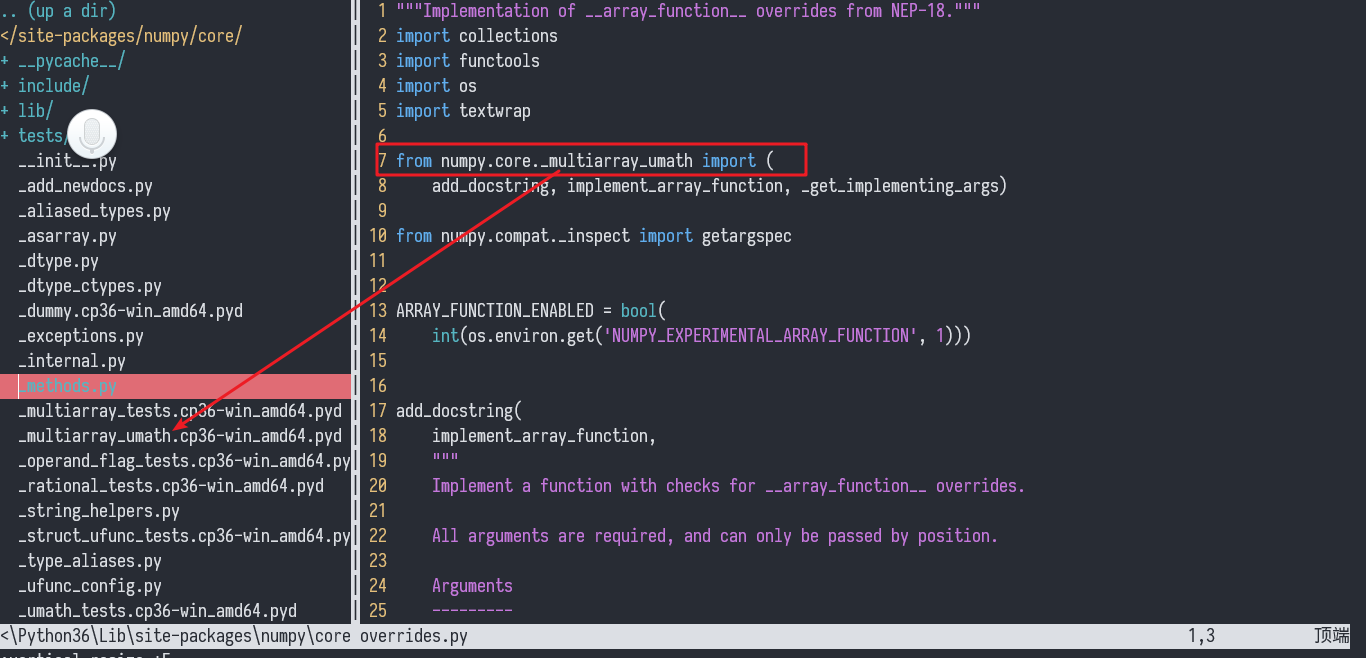 .. (up a dir)
</site-packages/numpy/core/
+ __pycache__/
+ include/
+ lib/
+ tests/
__init__.py
_add_newdocs.py
_aliased_types.py
_asarray.py
_dtype.py
_dtype_ctypes.py
_dummy.cp36-win_amd64.pyd
_exceptions.py
_internal.py
_methods.py
_multiarray_tests.cp36-win_amd64.pyd
_multiarray_umath.cp36-win_amd64.pyd
_operand_flag_tests.cp36-win_amd64.py
_rational_tests.cp36-win_amd64.pyd
_string_helpers.py
_struct_ufunc_tests.cp36-win_amd64.py
_type_aliases.py
_ufunc_config.py
_umath_tests.cp36-win_amd64.pyd
1 """Implementation of __array_function__ overrides from NEP-18."""
2 import collections
3 import functools
4 import os
5 import textwrap
6
7 from numpy.core._multiarray_umath import (
8 add_docstring, implement_array_function, _get_implementing_args)
9
10 from numpy.compat._inspect import getargspec
11
12
13 ARRAY_FUNCTION_ENABLED = bool(
14 int(os.environ.get('NUMPY_EXPERIMENTAL_ARRAY_FUNCTION', 1)))
15
16
17 add_docstring(
18 implement_array_function,
19 """
20 Implement a function with checks for __array_function__ overrides.
21
22 All arguments are required, and can only be passed by position.
23
24 Arguments
25 ---------
<\Python36\Lib\site-packages\numpy\core overrides.py 1,3 顶端